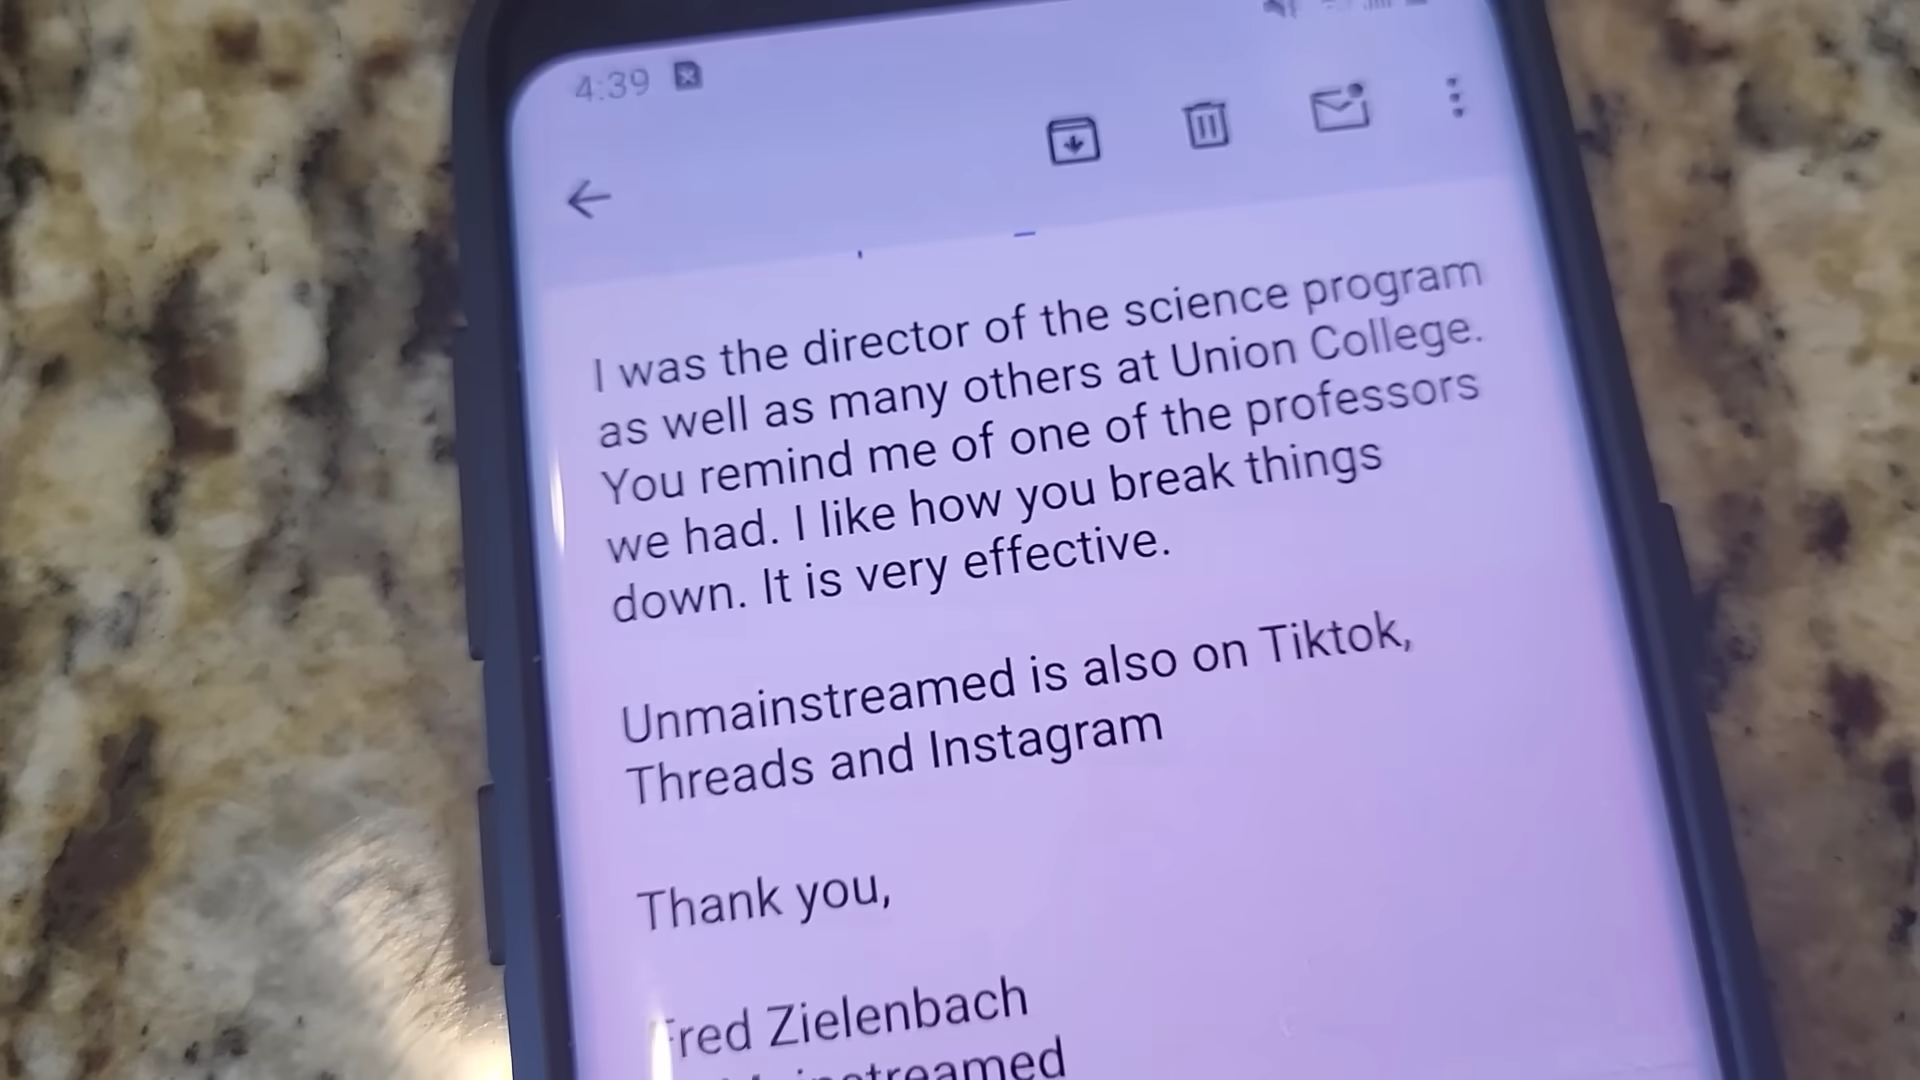 4:39
I was the director of the science program
as well as many others at Union College.
You remind me of one of the professors
we had. I like how you break things
down. It is very effective.
Unmainstreamed is also on Tiktok,
Threads and Instagram
Thank you,
Fred Zielenbach